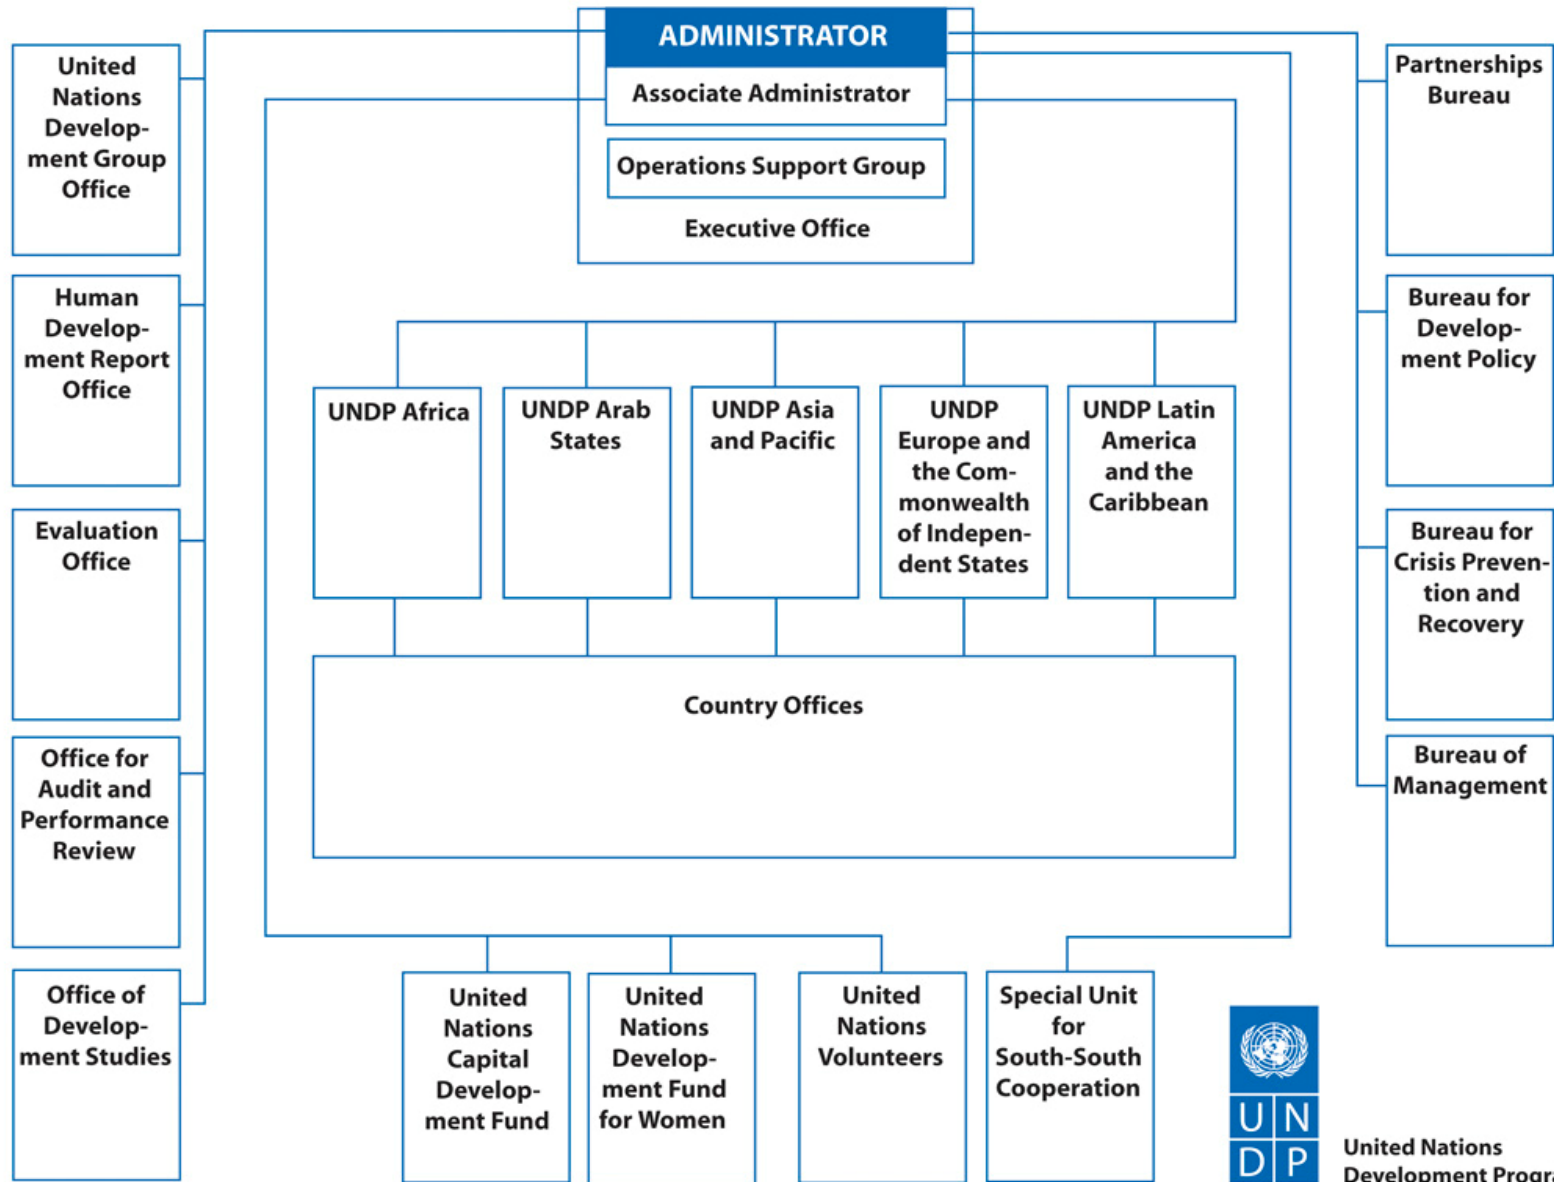 ADMINISTRATOR
Associate Administrator
Operations Support Group
Executive Office
United
Nations
Develop-
ment Group
Office
Human
Develop-
ment Report
Office
Evaluation
Office
Office for
Audit and
Performance
Review
Office of
Develop-
ment Studies
Partnerships
Bureau
Bureau for
Develop-
ment Policy
Bureau for
Crisis Preven-
tion and
Recovery
Bureau of
Management
UNDP Africa
UNDP Arab
States
UNDP Asia
and Pacific
UNDP
Europe and
the Com-
monwealth
of Indepen-
dent States
UNDP Latin
America
and the
Caribbean
Country Offices
United
Nations
Capital
Develop-
ment Fund
United
Nations
Develop-
ment Fund
for Women
United
Nations
Volunteers
Special Unit
for
South-South
Cooperation
U N
D P
United Nations
Development